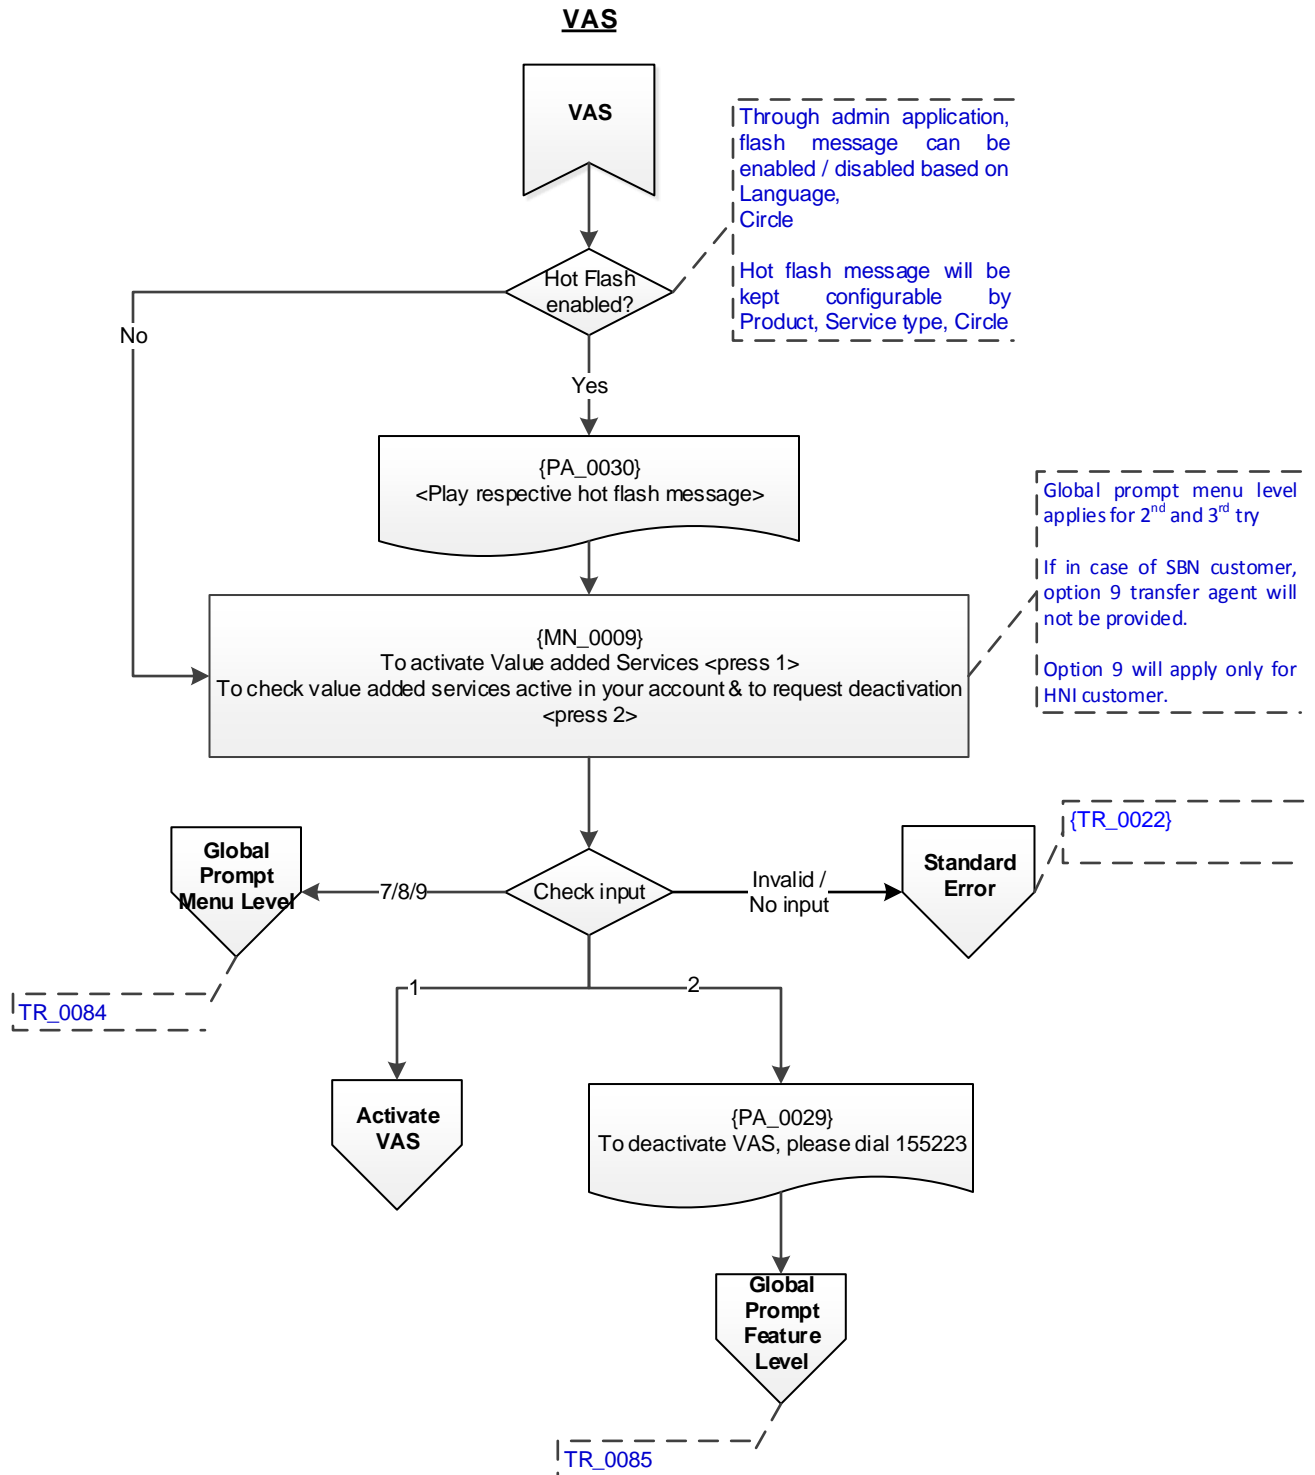 VAS
VAS
Through admin application,
flash message can be
enabled / disabled based on
Language,
Circle
Hot flash message will be
kept configurable by
Product, Service type, Circle
Hot Flash
enabled?
No
Yes
{PA_0030}
<Play respective hot flash message>
Global prompt menu level
applies for 2nd and 3rd try
If in case of SBN customer,
option 9 transfer agent will
not be provided.
Option 9 will apply only for
HNI customer.
{MN_0009}
To activate Value added Services <press 1>
To check value added services active in your account & to request deactivation
<press 2>
{TR_0022}
Global
Prompt
Menu Level
7/8/9
Check input
Invalid /
No input
Standard
Error
TR_0084
1
2
Activate
VAS
{PA_0029}
To deactivate VAS, please dial 155223
Global
Prompt
Feature
Level
TR_0085